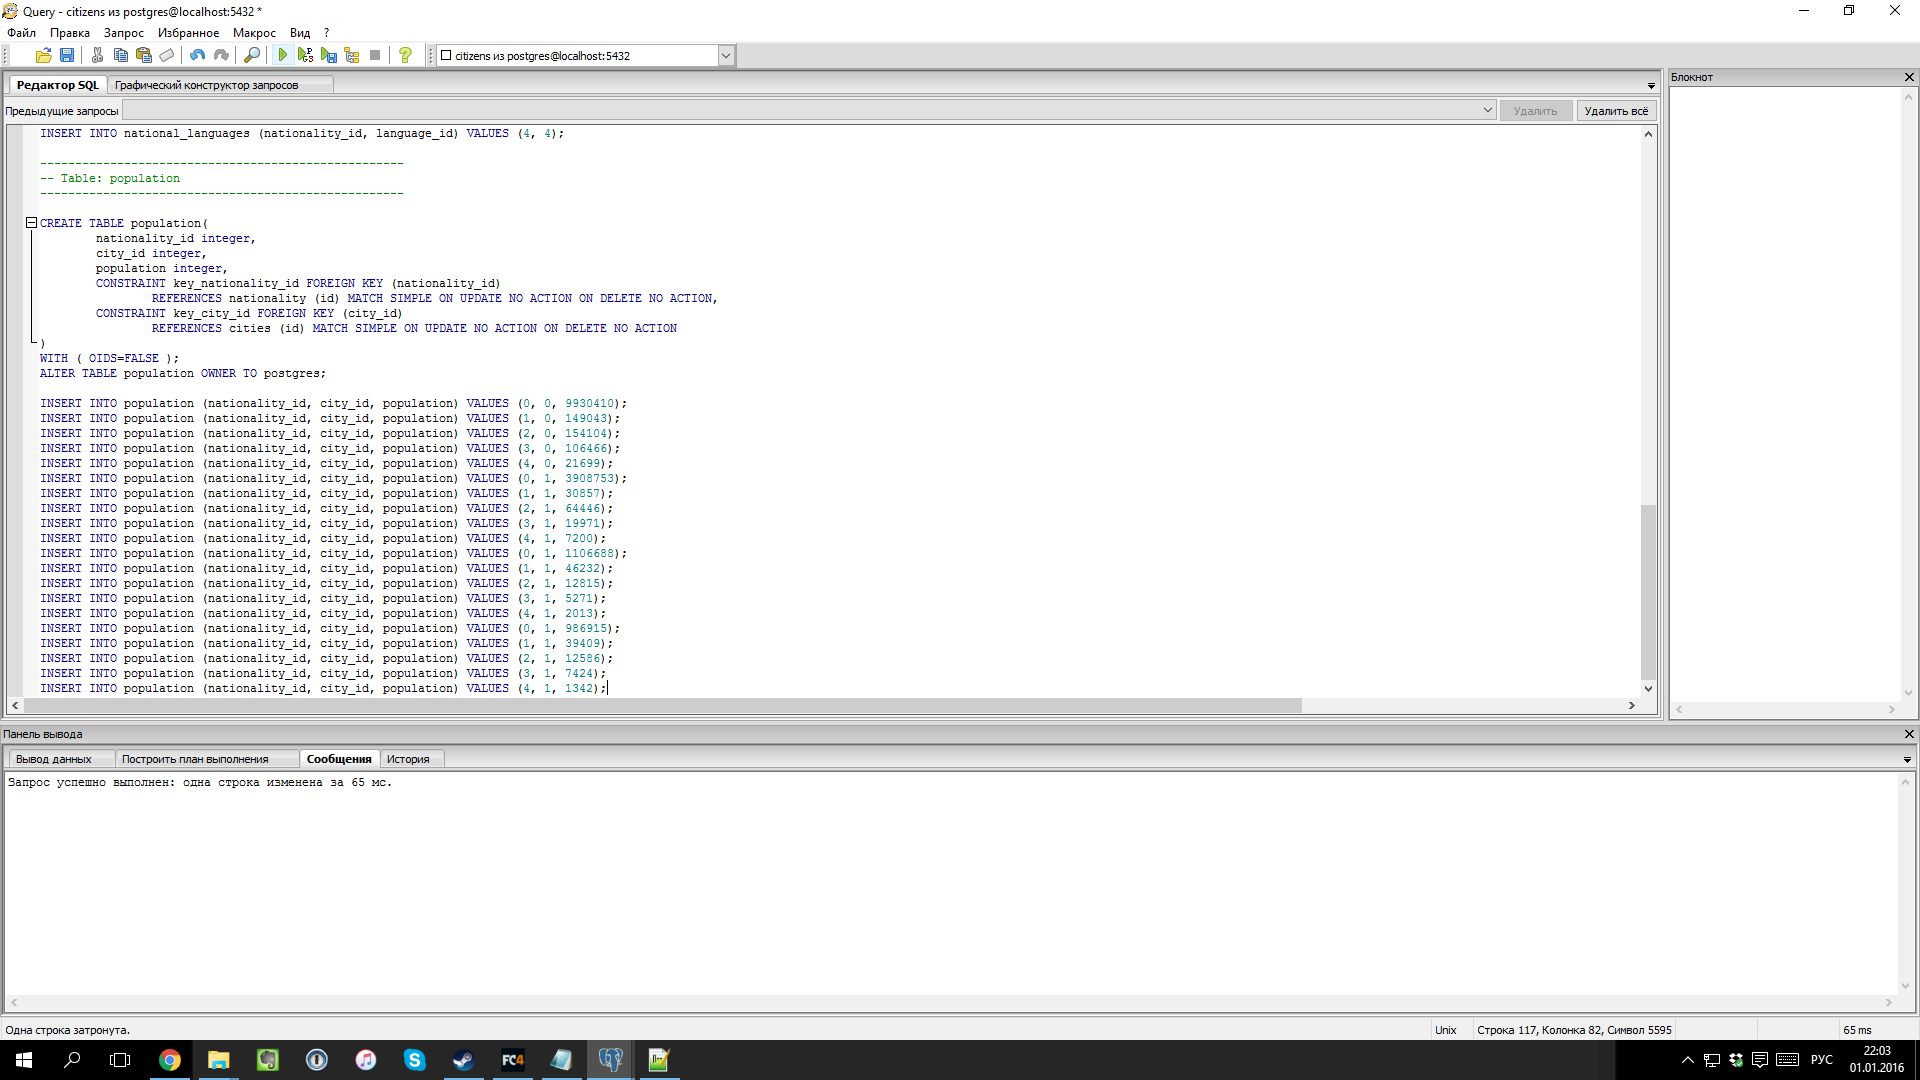 Query - citizens из postgres@localhost:5432 *
Файл Правка Запрос Избранное Макрос Вид ?
citizens из postgres@localhost:5432
Редактор SQL Графический конструктор запросов
Блокнот
Предыдущие запросы Удалить Удалить всё
INSERT INTO national_languages (nationality_id, language_id) VALUES (4, 4);
----------------------------------------------------
-- Table: population
----------------------------------------------------
CREATE TABLE population(
nationality_id integer,
city_id integer,
population integer,
CONSTRAINT key_nationality_id FOREIGN KEY (nationality_id)
REFERENCES nationality (id) MATCH SIMPLE ON UPDATE NO ACTION ON DELETE NO ACTION,
CONSTRAINT key_city_id FOREIGN KEY (city_id)
REFERENCES cities (id) MATCH SIMPLE ON UPDATE NO ACTION ON DELETE NO ACTION
)
WITH ( OIDS=FALSE );
ALTER TABLE population OWNER TO postgres;
INSERT INTO population (nationality_id, city_id, population) VALUES (0, 0, 9930410);
INSERT INTO population (nationality_id, city_id, population) VALUES (1, 0, 149043);
INSERT INTO population (nationality_id, city_id, population) VALUES (2, 0, 154104);
INSERT INTO population (nationality_id, city_id, population) VALUES (3, 0, 106466);
INSERT INTO population (nationality_id, city_id, population) VALUES (4, 0, 21699);
INSERT INTO population (nationality_id, city_id, population) VALUES (0, 1, 3908753);
INSERT INTO population (nationality_id, city_id, population) VALUES (1, 1, 30857);
INSERT INTO population (nationality_id, city_id, population) VALUES (2, 1, 64446);
INSERT INTO population (nationality_id, city_id, population) VALUES (3, 1, 19971);
INSERT INTO population (nationality_id, city_id, population) VALUES (4, 1, 7200);
INSERT INTO population (nationality_id, city_id, population) VALUES (0, 1, 1106688);
INSERT INTO population (nationality_id, city_id, population) VALUES (1, 1, 46232);
INSERT INTO population (nationality_id, city_id, population) VALUES (2, 1, 12815);
INSERT INTO population (nationality_id, city_id, population) VALUES (3, 1, 5271);
INSERT INTO population (nationality_id, city_id, population) VALUES (4, 1, 2013);
INSERT INTO population (nationality_id, city_id, population) VALUES (0, 1, 986915);
INSERT INTO population (nationality_id, city_id, population) VALUES (1, 1, 39409);
INSERT INTO population (nationality_id, city_id, population) VALUES (2, 1, 12586);
INSERT INTO population (nationality_id, city_id, population) VALUES (3, 1, 7424);
INSERT INTO population (nationality_id, city_id, population) VALUES (4, 1, 1342);
Панель вывода
Вывод данных Построить план выполнения Сообщения История
Запрос успешно выполнен: одна строка изменена за 65 мс.
Одна строка затронута. Unix Строка 117, Колонка 82, Символ 5595 65 ms
FC4 РУС 22:03
01.01.2016